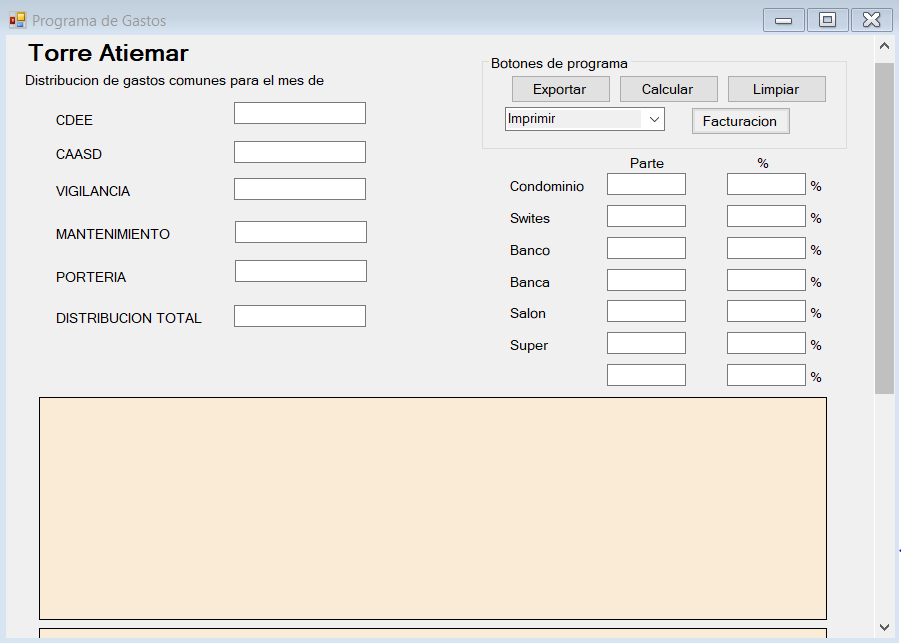 Programa de Gastos
Torre Atiemar
Distribucion de gastos comunes para el mes de
CDEE
CAASD
VIGILANCIA
MANTENIMIENTO
PORTERIA
DISTRIBUCION TOTAL
Botones de programa
Exportar Calcular Limpiar
Imprimir Facturacion
Parte %
Condominio %
Swites %
Banco %
Banca %
Salon %
Super %
%